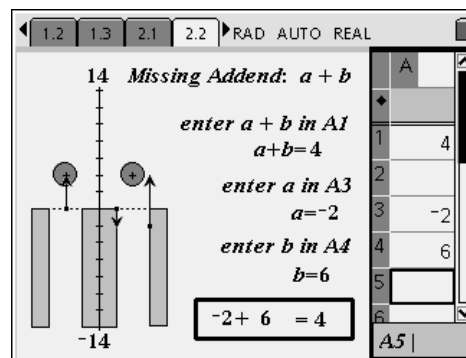 1.2 1.3 2.1 2.2 RAD AUTO REAL
14 Missing Addend: a + b
enter a + b in A1
a+b=4
+ +
enter a in A3
a=⁻2
enter b in A4
b=6
⁻2+ 6 = 4
⁻14
A
◆
1 4
2
3 ⁻2
4 6
5
6
A5